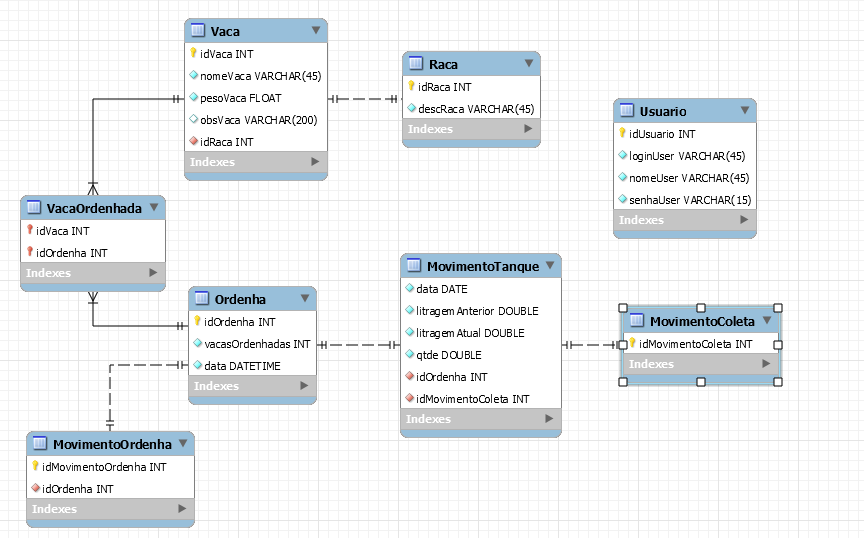 Vaca
idVaca INT
nomeVaca VARCHAR(45)
pesoVaca FLOAT
obsVaca VARCHAR(200)
idRaca INT
Indexes
Raca
idRaca INT
descRaca VARCHAR(45)
Indexes
Usuario
idUsuario INT
loginUser VARCHAR(45)
nomeUser VARCHAR(45)
senhaUser VARCHAR(15)
Indexes
VacaOrdenhada
idVaca INT
idOrdenha INT
Indexes
Ordenha
idOrdenha INT
vacasOrdenhadas INT
data DATETIME
Indexes
MovimentoTanque
data DATE
litragemAnterior DOUBLE
litragemAtual DOUBLE
qtde DOUBLE
idOrdenha INT
idMovimentoColeta INT
Indexes
MovimentoColeta
idMovimentoColeta INT
Indexes
MovimentoOrdenha
idMovimentoOrdenha INT
idOrdenha INT
Indexes